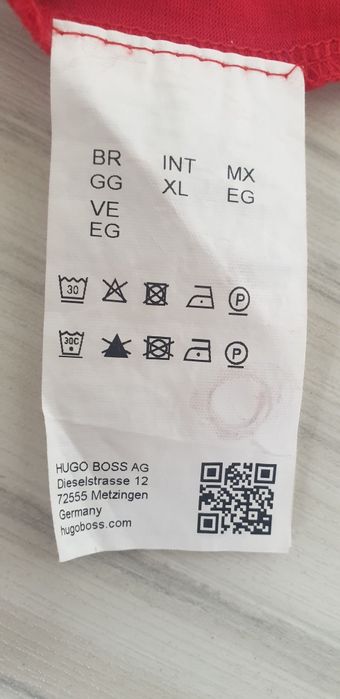 BR INT MX
GG XL EG
VE
EG
30 P
30C P
HUGO BOSS AG
Dieselstrasse 12
72555 Metzingen
Germany
hugoboss.com